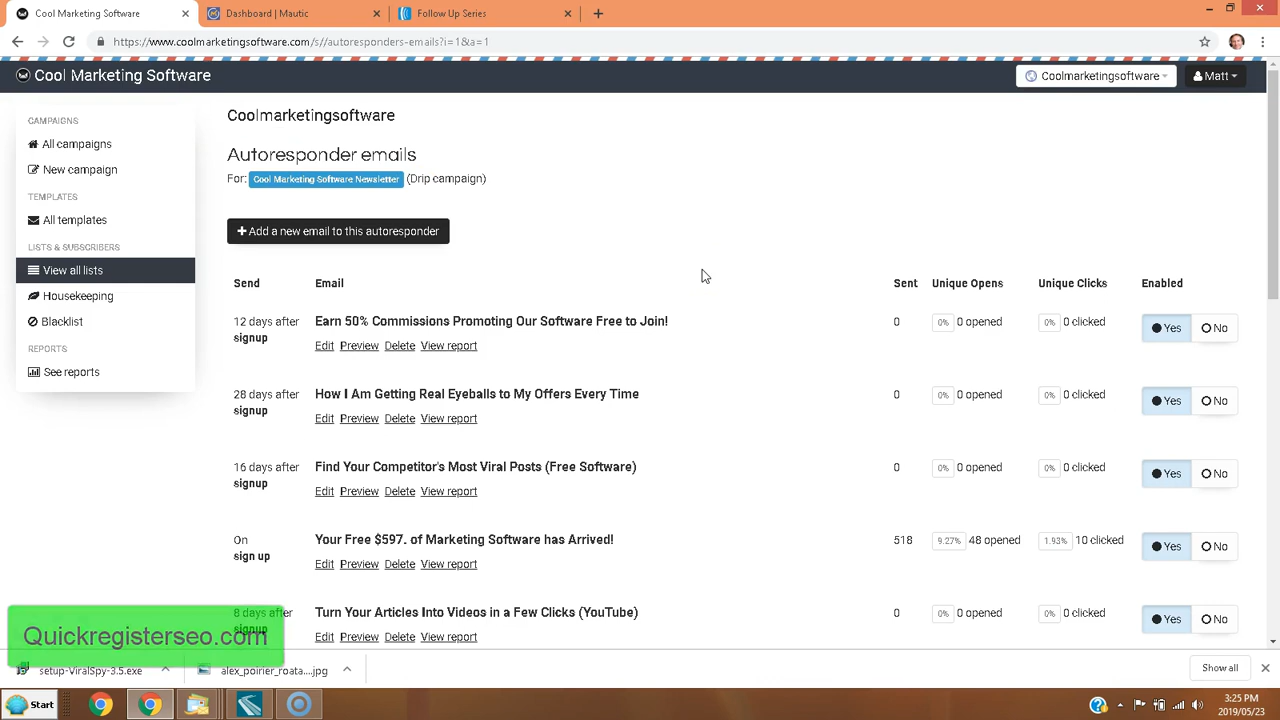 Cool Marketing Software
Dashboard | Mautic
Follow Up Series
https://www.coolmarketingsoftware.com/s//autoresponders-emails?i=1&a=1
Cool Marketing Software
Coolmarketingsoftware
Matt
CAMPAIGNS
All campaigns
New campaign
TEMPLATES
All templates
LISTS & SUBSCRIBERS
View all lists
Housekeeping
Blacklist
REPORTS
See reports
Coolmarketingsoftware
Autoresponder emails
For: Cool Marketing Software Newsletter (Drip campaign)
+ Add a new email to this autoresponder
Send Email Sent Unique Opens Unique Clicks Enabled
12 days after signup Earn 50% Commissions Promoting Our Software Free to Join! 0 0% 0 opened 0% 0 clicked Yes No
Edit Preview Delete View report
28 days after signup How I Am Getting Real Eyeballs to My Offers Every Time 0 0% 0 opened 0% 0 clicked Yes No
Edit Preview Delete View report
16 days after signup Find Your Competitor's Most Viral Posts (Free Software) 0 0% 0 opened 0% 0 clicked Yes No
Edit Preview Delete View report
On sign up Your Free $597. of Marketing Software has Arrived! 518 9.27% 48 opened 1.93% 10 clicked Yes No
Edit Preview Delete View report
8 days after signup Turn Your Articles Into Videos in a Few Clicks (YouTube) 0 0% 0 opened 0% 0 clicked Yes No
Edit Preview Delete View report
Quickregisterseo.com
setup-ViralSpy-3.5.exe
alex_poirier_roata....jpg
Show all
Start
3:25 PM
2019/05/23